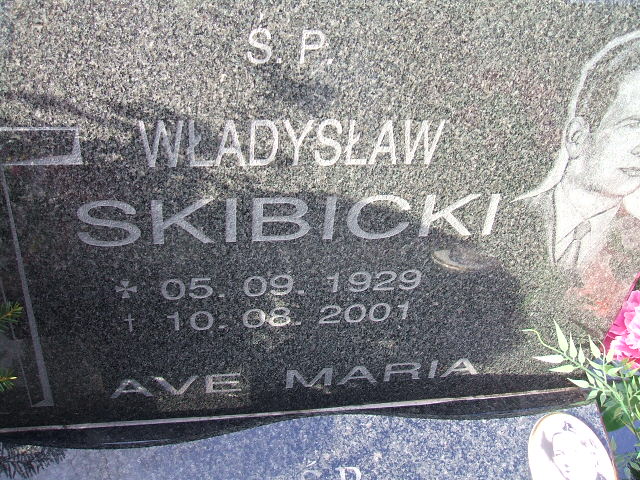 Ś. P.
WŁADYSŁAW
SKIBICKI
05. 09. 1929
† 10. 08. 2001
AVE MARIA
Ś.P.